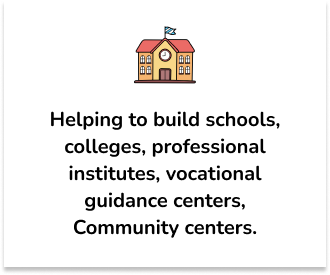 Helping to build schools,
colleges, professional
institutes, vocational
guidance centers,
Community centers.